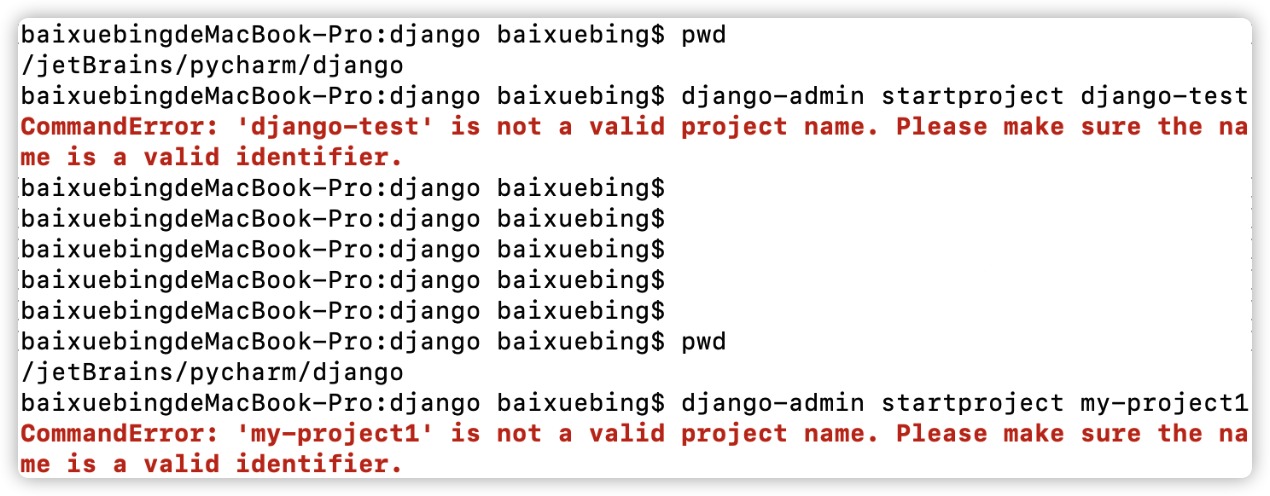 baixuebingdeMacBook-Pro:django baixuebing$ pwd
/jetBrains/pycharm/django
baixuebingdeMacBook-Pro:django baixuebing$ django-admin startproject django-test
CommandError: 'django-test' is not a valid project name. Please make sure the na
me is a valid identifier.
baixuebingdeMacBook-Pro:django baixuebing$
baixuebingdeMacBook-Pro:django baixuebing$
baixuebingdeMacBook-Pro:django baixuebing$
baixuebingdeMacBook-Pro:django baixuebing$
baixuebingdeMacBook-Pro:django baixuebing$
baixuebingdeMacBook-Pro:django baixuebing$ pwd
/jetBrains/pycharm/django
baixuebingdeMacBook-Pro:django baixuebing$ django-admin startproject my-project1
CommandError: 'my-project1' is not a valid project name. Please make sure the na
me is a valid identifier.